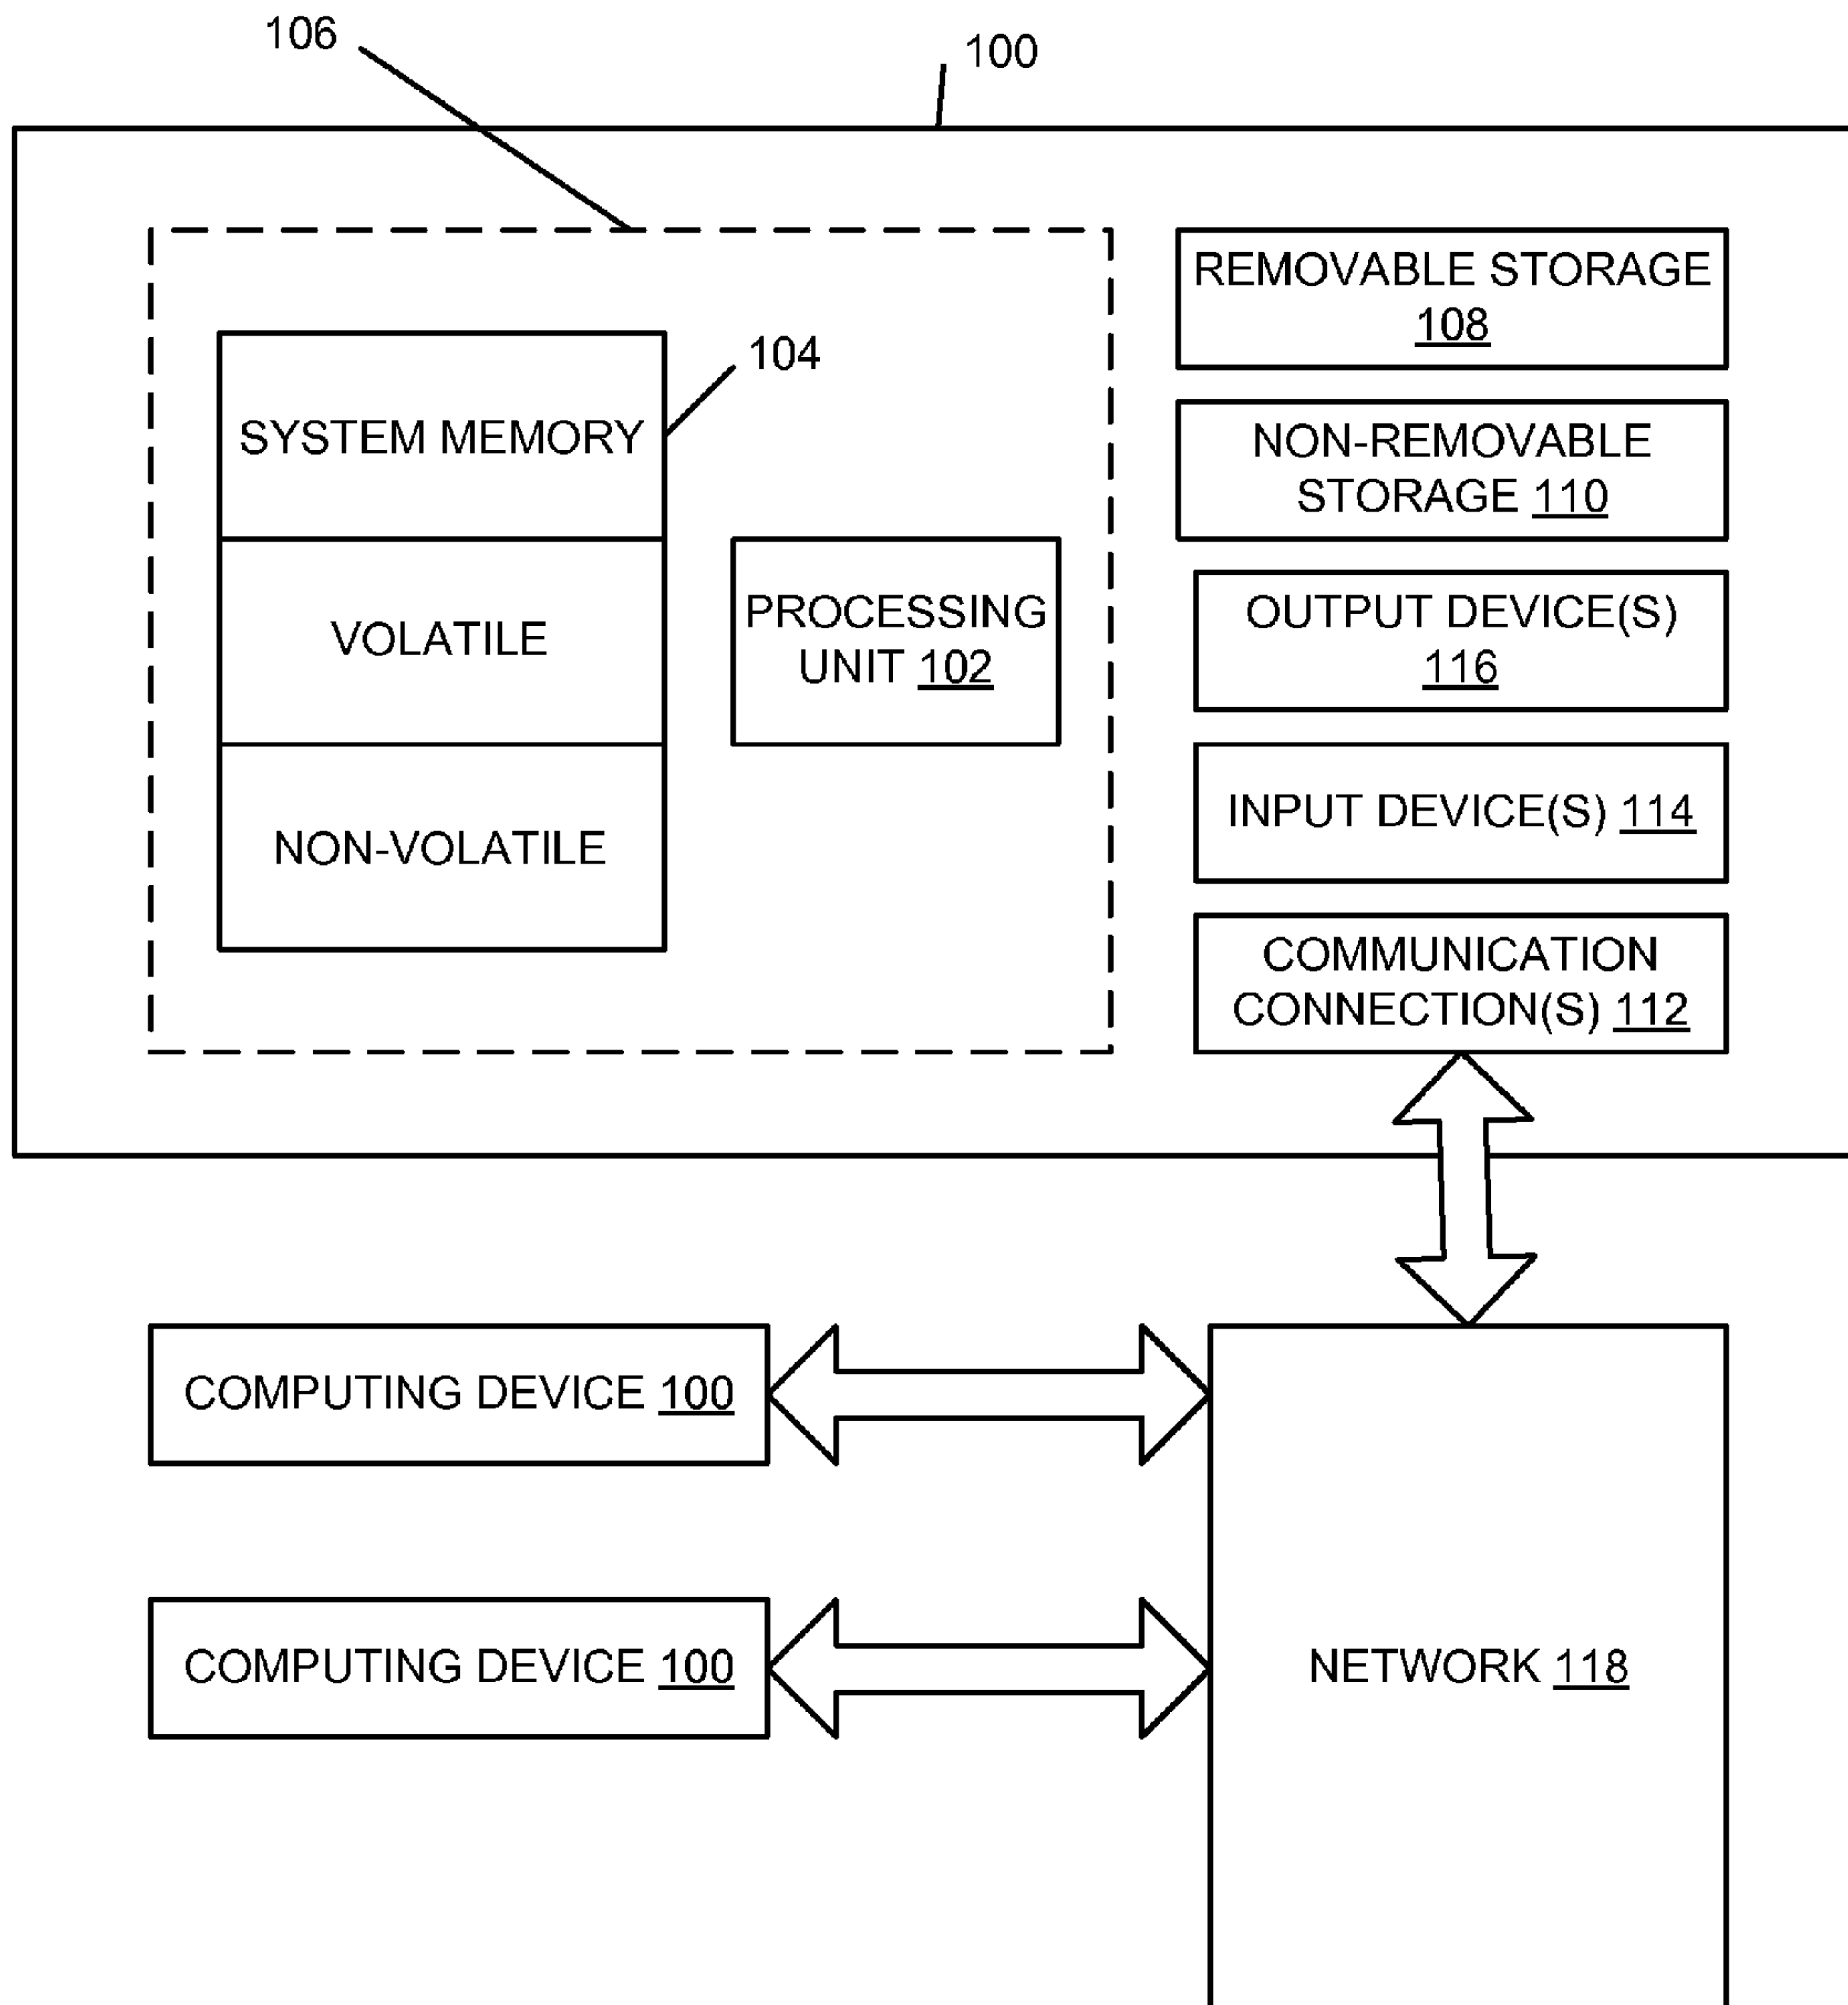 106
100
REMOVABLE STORAGE
108
104
SYSTEM MEMORY
NON-REMOVABLE
STORAGE 110
VOLATILE
PROCESSING
UNIT 102
OUTPUT DEVICE(S)
116
NON-VOLATILE
INPUT DEVICE(S) 114
COMMUNICATION
CONNECTION(S) 112
COMPUTING DEVICE 100
COMPUTING DEVICE 100
NETWORK 118